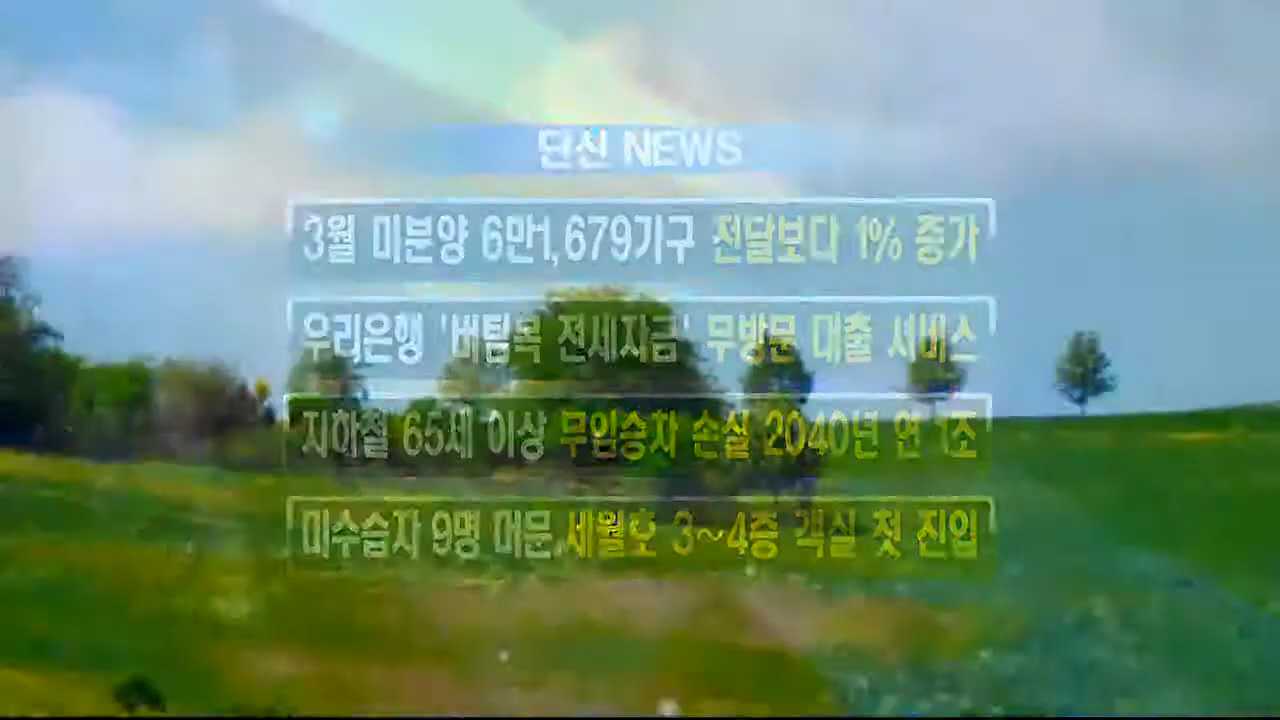 단신 NEWS
3월 미분양 6만1,679가구 전달보다 1% 증가
우리은행 '버팀목 전세자금' 무방문 대출 서비스
지하철 65세 이상 무임승차 손실 2040년 연 1조
미수습자 9명 머문 세월호 3~4층 객실 첫 진입